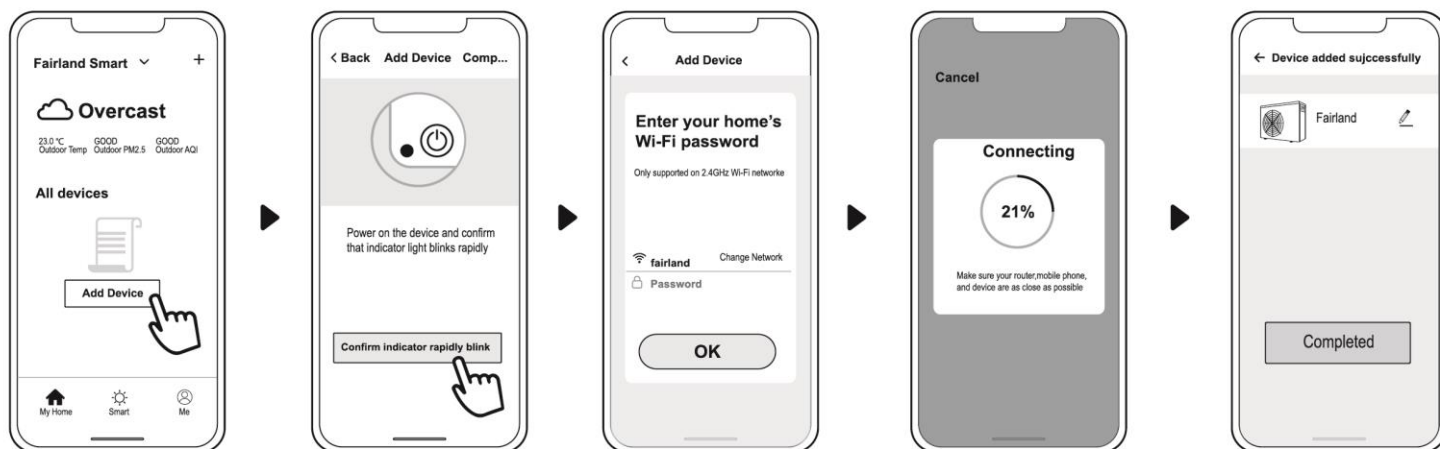 Fairland Smart
+
Overcast
23.0 °C
Outdoor Temp
GOOD
Outdoor PM2.5
GOOD
Outdoor AQI
All devices
Add Device
My Home
Smart
Me
< Back Add Device Comp...
Power on the device and confirm
that indicator light blinks rapidly
Confirm indicator rapidly blink
< Add Device
Enter your home's
Wi-Fi password
Only supported on 2.4GHz Wi-Fi networke
fairland Change Network
Password
OK
Cancel
Connecting
21%
Make sure your router,mobile phone,
and device are as close as possible
← Device added sujccessfully
Fairland
Completed